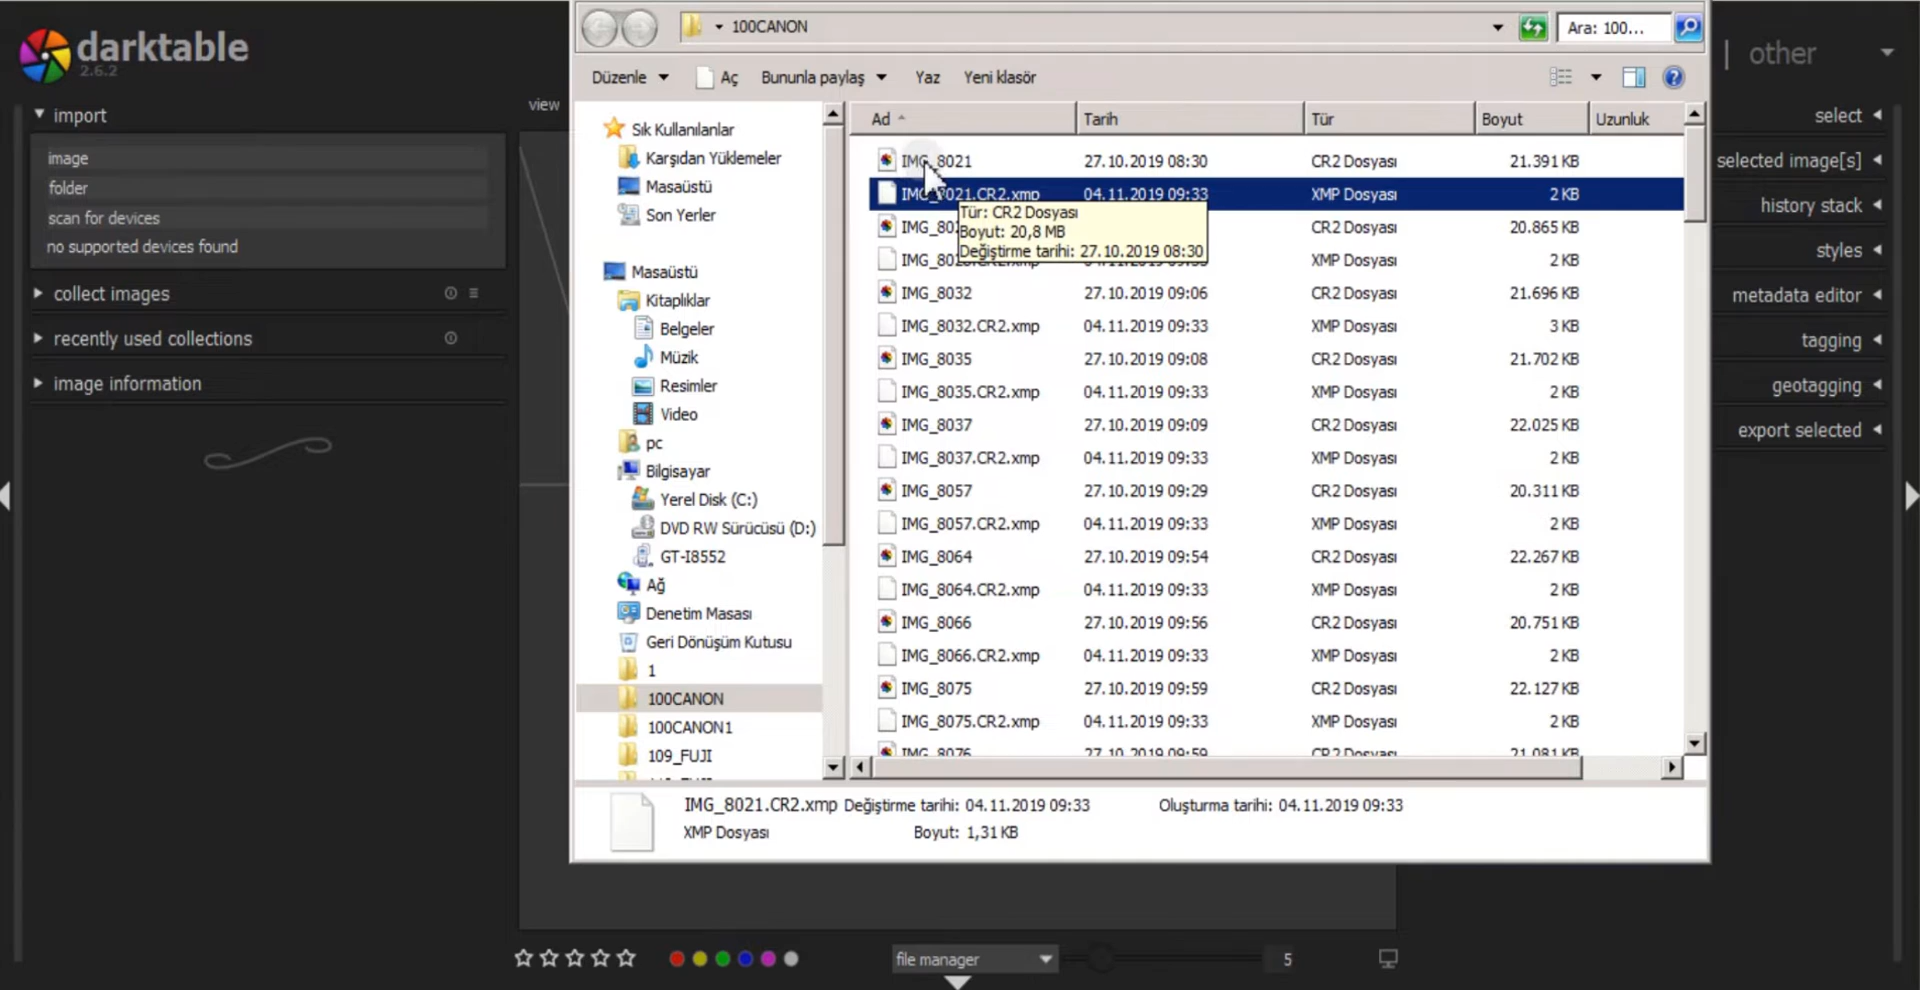 darktable
2.6.2
import
image
folder
scan for devices
no supported devices found
collect images
recently used collections
image information
view
100CANON
Ara: 100...
Düzenle
Aç
Bununla paylaş
Yaz
Yeni klasör
Sık Kullanılanlar
Karşıdan Yüklemeler
Masaüstü
Son Yerler
Masaüstü
Kitaplıklar
Belgeler
Müzik
Resimler
Video
pc
Bilgisayar
Yerel Disk (C:)
DVD RW Sürücüsü (D:)
GT-I8552
Ağ
Denetim Masası
Geri Dönüşüm Kutusu
1
100CANON
100CANON1
109_FUJI
Ad Tarih Tür Boyut Uzunluk
IMG_8021 27.10.2019 08:30 CR2 Dosyası 21.391 KB
IMG_8021.CR2.xmp 04.11.2019 09:33 XMP Dosyası 2 KB
CR2 Dosyası 20.865 KB
XMP Dosyası 2 KB
Tür: CR2 Dosyası
Boyut: 20,8 MB
Değiştirme tarihi: 27.10.2019 08:30
IMG_8032 27.10.2019 09:06 CR2 Dosyası 21.696 KB
IMG_8032.CR2.xmp 04.11.2019 09:33 XMP Dosyası 3 KB
IMG_8035 27.10.2019 09:08 CR2 Dosyası 21.702 KB
IMG_8035.CR2.xmp 04.11.2019 09:33 XMP Dosyası 2 KB
IMG_8037 27.10.2019 09:09 CR2 Dosyası 22.025 KB
IMG_8037.CR2.xmp 04.11.2019 09:33 XMP Dosyası 2 KB
IMG_8057 27.10.2019 09:29 CR2 Dosyası 20.311 KB
IMG_8057.CR2.xmp 04.11.2019 09:33 XMP Dosyası 2 KB
IMG_8064 27.10.2019 09:54 CR2 Dosyası 22.267 KB
IMG_8064.CR2.xmp 04.11.2019 09:33 XMP Dosyası 2 KB
IMG_8066 27.10.2019 09:56 CR2 Dosyası 20.751 KB
IMG_8066.CR2.xmp 04.11.2019 09:33 XMP Dosyası 2 KB
IMG_8075 27.10.2019 09:59 CR2 Dosyası 22.127 KB
IMG_8075.CR2.xmp 04.11.2019 09:33 XMP Dosyası 2 KB
IMG_8076 27.10.2019 09:59 CR2 Dosyası 21.081 KB
IMG_8021.CR2.xmp Değiştirme tarihi: 04.11.2019 09:33 Oluşturma tarihi: 04.11.2019 09:33
XMP Dosyası Boyut: 1,31 KB
other
select
selected image[s]
history stack
styles
metadata editor
tagging
geotagging
export selected
file manager
5